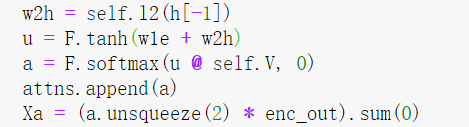 w2h = self.l2(h[-1])
u = F.tanh(w1e + w2h)
a = F.softmax(u @ self.V, 0)
attns.append(a)
Xa = (a.unsqueeze(2) * enc_out).sum(0)